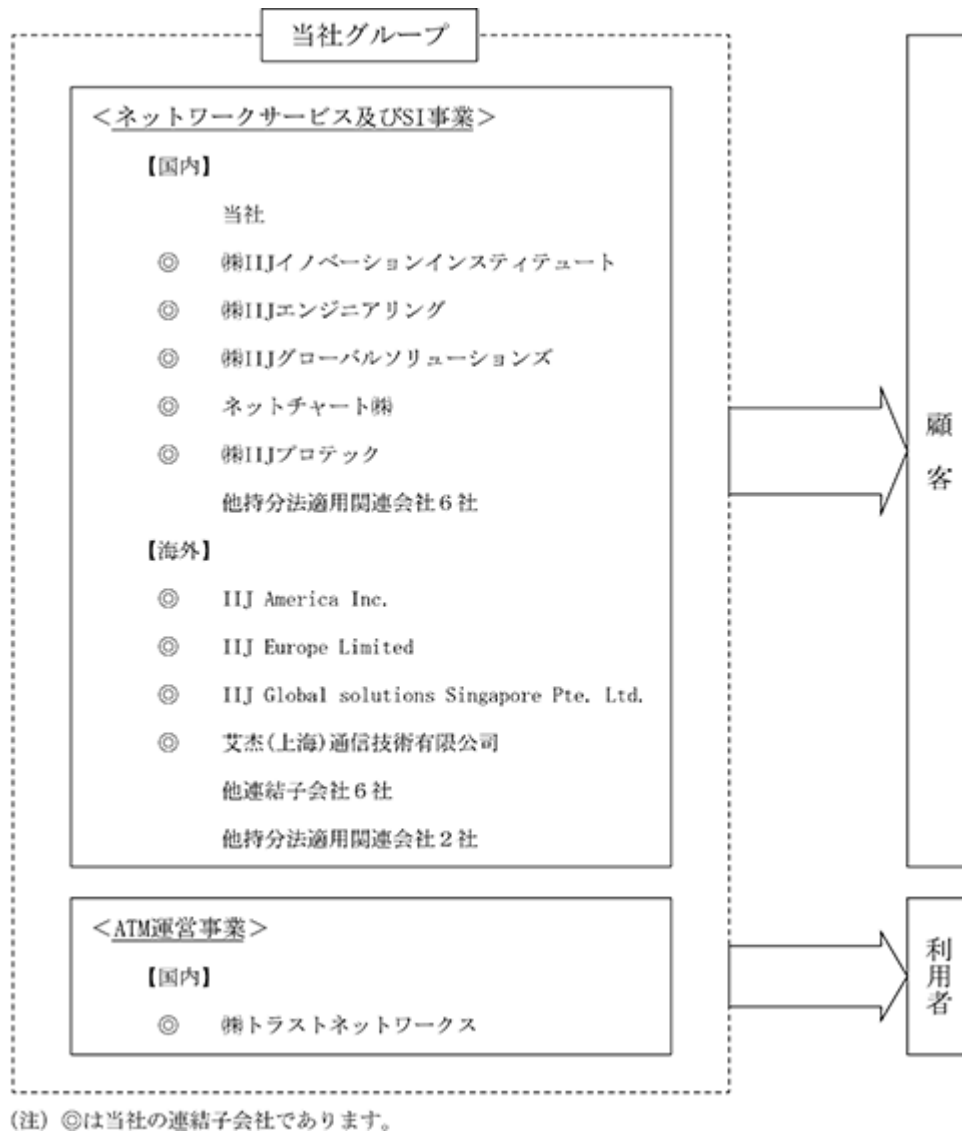 当社グループ
＜ネットワークサービス及びSI事業＞
【国内】
当社
◎ ㈱IIJイノベーションインスティテュート
◎ ㈱IIJエンジニアリング
◎ ㈱IIJグローバルソリューションズ
◎ ネットチャート㈱
◎ ㈱IIJプロテック
他持分法適用関連会社６社
【海外】
◎ IIJ America Inc.
◎ IIJ Europe Limited
◎ IIJ Global solutions Singapore Pte. Ltd.
◎ 艾杰(上海)通信技術有限公司
他連結子会社６社
他持分法適用関連会社２社
顧客
＜ATM運営事業＞
【国内】
◎ ㈱トラストネットワークス
利用者
(注) ◎は当社の連結子会社であります。